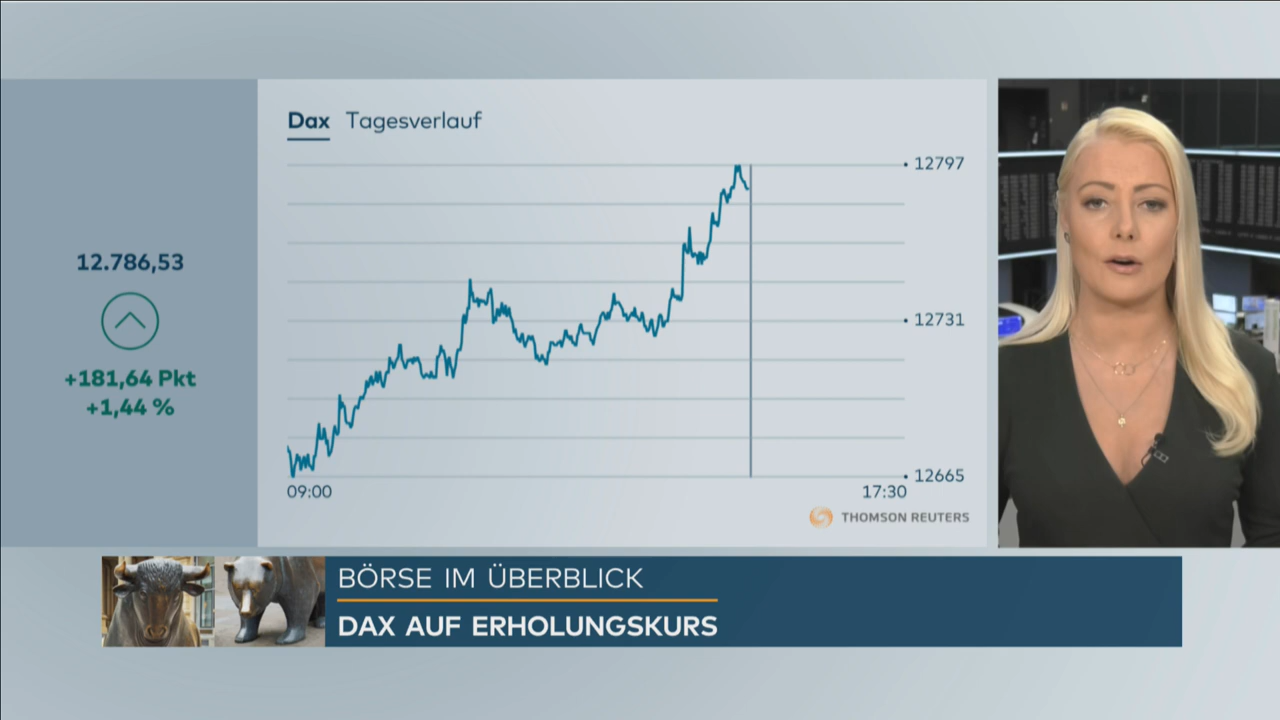 Dax Tagesverlauf
12797
12.786,53
12731
+181,64 Pkt
+1,44 %
12665
09:00
17:30
THOMSON REUTERS
BÖRSE IM ÜBERBLICK
DAX AUF ERHOLUNGSKURS